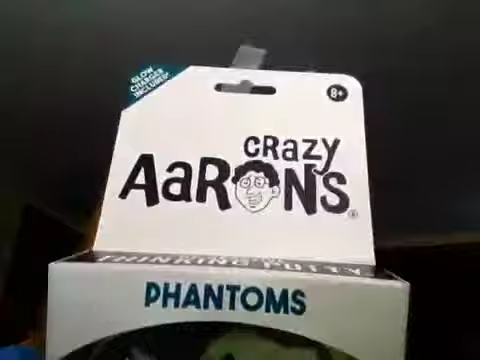 GLOW
CHARGER
INCLUDED!
8+
CRazy
AaRONS®
THINKING PUTTY
PHANTOMS